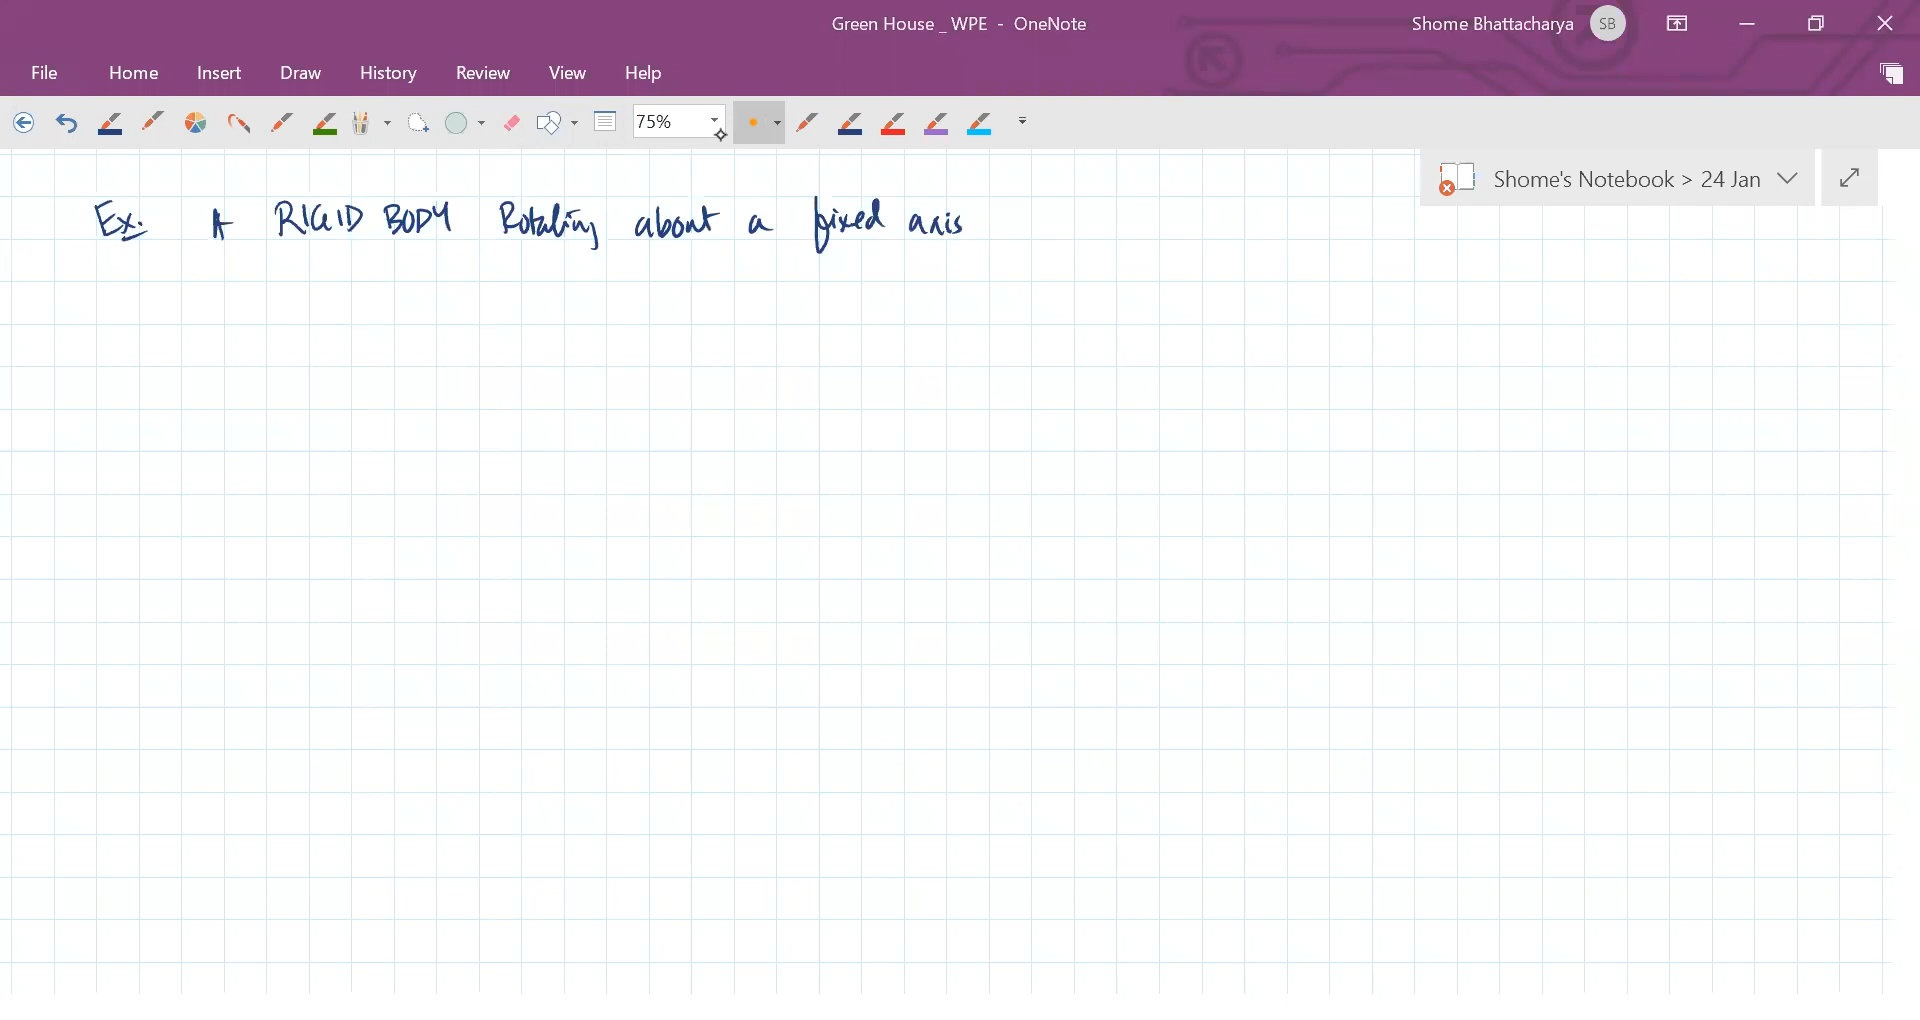 Green House _ WPE - OneNote
Shome Bhattacharya SB
File Home Insert Draw History Review View Help
75%
Shome's Notebook > 24 Jan
Ex. A RIGID BODY Rotating about a fixed axis